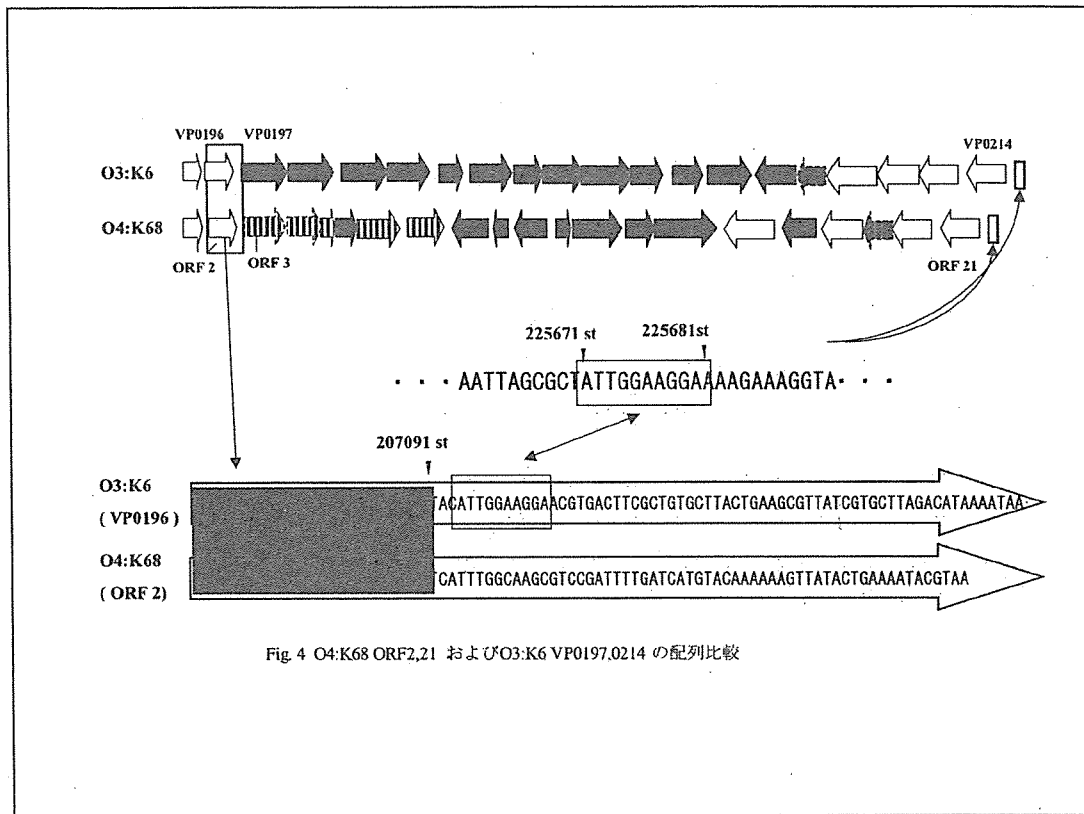 VP0196 VP0197 VP0214
O3:K6
O4:K68
ORF 2 ORF 3 ORF 21
225671 st 225681st
· · · AATTAGCGCTATTGGAAGGAAAAGAAAGGTA· · ·
207091 st
O3:K6
( VP0196 )
TACATTGGAAGGAACGTGACTTCGCTGTGCTTACTGAAGCGTTATCGTGCTTAGACATAAAATAA
O4:K68
( ORF 2)
TCATTTGGCAAGCGTCCGATTTTGATCATGTACAAAAAAGTTATACTGAAAATACGTAA
Fig. 4 O4:K68 ORF2,21 およびO3:K6 VP0197,0214 の配列比較